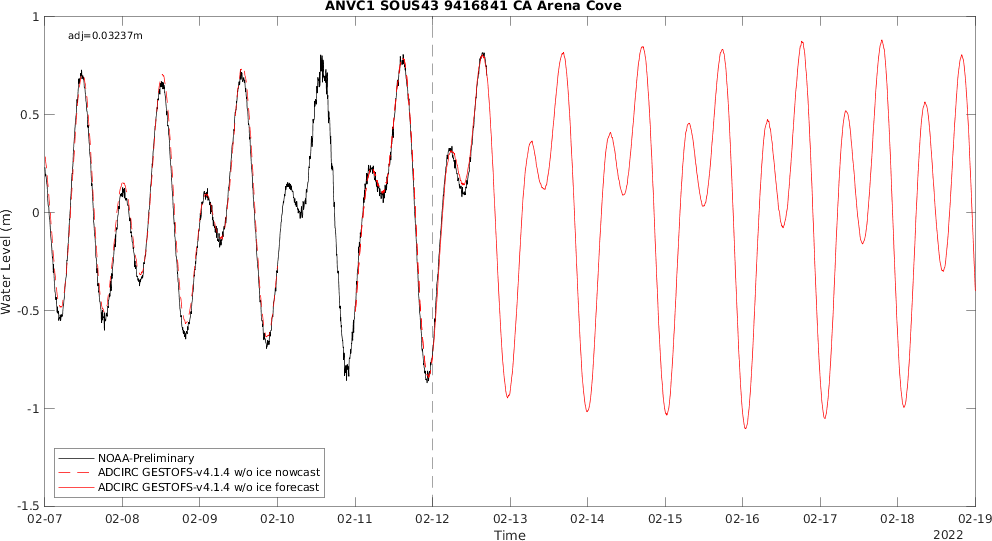 ANVC1 SOUS43 9416841 CA Arena Cove
adj=0.03237m
1
0.5
0
-0.5
-1
-1.5
Water Level (m)
NOAA-Preliminary
ADCIRC GESTOFS-v4.1.4 w/o ice nowcast
ADCIRC GESTOFS-v4.1.4 w/o ice forecast
02-07 02-08 02-09 02-10 02-11 02-12 02-13 02-14 02-15 02-16 02-17 02-18 02-19
Time
2022